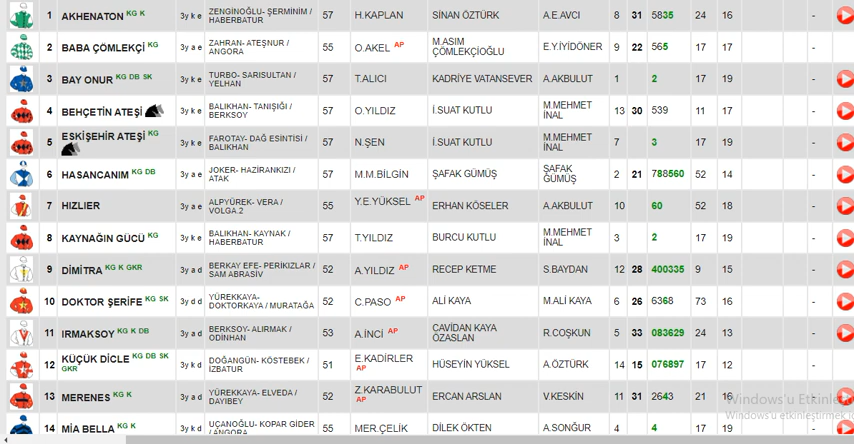 1 AKHENATON KG K 3y k e ZENGİNOĞLU- ŞERMİNİM / HABERBATUR 57 H.KAPLAN SİNAN ÖZTÜRK A.E.AVCI 8 31 5835 24 16 -
2 BABA ÇÖMLEKÇİ KG 3y a e ZAHRAN- ATEŞNUR / ANGORA 55 O.AKEL AP M.ASIM ÇÖMLEKÇİOĞLU E.Y.İYİDÖNER 9 22 565 17 17 -
3 BAY ONUR KG DB SK 3y k e TURBO- SARISULTAN / YELHAN 57 T.ALICI KADRİYE VATANSEVER A.AKBULUT 1 2 17 19 -
4 BEHÇETİN ATEŞİ 3y k e BALIKHAN- TANIŞIĞI / BERKSOY 57 O.YILDIZ İ.SUAT KUTLU M.MEHMET İNAL 13 30 539 11 17 -
5 ESKİŞEHİR ATEŞİ KG 3y k e FAROTAY- DAĞ ESİNTİSİ / BALIKHAN 57 N.ŞEN İ.SUAT KUTLU M.MEHMET İNAL 7 3 17 19 -
6 HASANCANIM KG DB 3y a e JOKER- HAZİRANKIZI / ATAK 57 M.M.BİLGİN ŞAFAK GÜMÜŞ ŞAFAK GÜMÜŞ 2 21 788560 52 14 -
7 HIZLIER 3y a e ALPYÜREK- VERA / VOLGA.2 55 Y.E.YÜKSEL AP ERHAN KÖSELER A.AKBULUT 10 60 52 18 -
8 KAYNAĞIN GÜCÜ KG 3y k e BALIKHAN- KAYNAK / HABERBATUR 57 T.YILDIZ BURCU KUTLU M.MEHMET İNAL 3 2 17 19 -
9 DİMİTRA KG K GKR 3y a d BERKAY EFE- PERİKIZLAR / SAM ABRASİV 52 A.YILDIZ AP RECEP KETME S.BAYDAN 12 28 400335 9 15 -
10 DOKTOR ŞERİFE KG SK 3y d d YÜREKKAYA- DOKTORKAYA / MURATAĞA 52 C.PASO AP ALİ KAYA M.ALİ KAYA 6 26 6368 73 16 -
11 IRMAKSOY KG K DB 3y a d BERKSOY- ALIRMAK / ODİNHAN 53 A.İNCİ AP CAVİDAN KAYA ÖZASLAN R.COŞKUN 5 33 083629 24 13 -
12 KÜÇÜK DİCLE KG DB SK GKR 3y k d DOĞANGÜN- KÖSTEBEK / İZBATUR 51 E.KADİRLER AP HÜSEYİN YÜKSEL A.ÖZTÜRK 14 15 076897 17 12 -
13 MERENES KG K 3y a d YÜREKKAYA- ELVEDA / DAYIBEY 52 Z.KARABULUT AP ERCAN ARSLAN V.KESKİN 11 31 2643 21 16 -
Windows'u Etkinleştir
Windows'u etkinleştirmek iç
14 MİA BELLA KG K 3y k d UÇANOĞLU- KOPAR GİDER / ANGORA 55 MER.ÇELİK DİLEK ÖKTEN A.SONĞUR 4 4 17 19 -